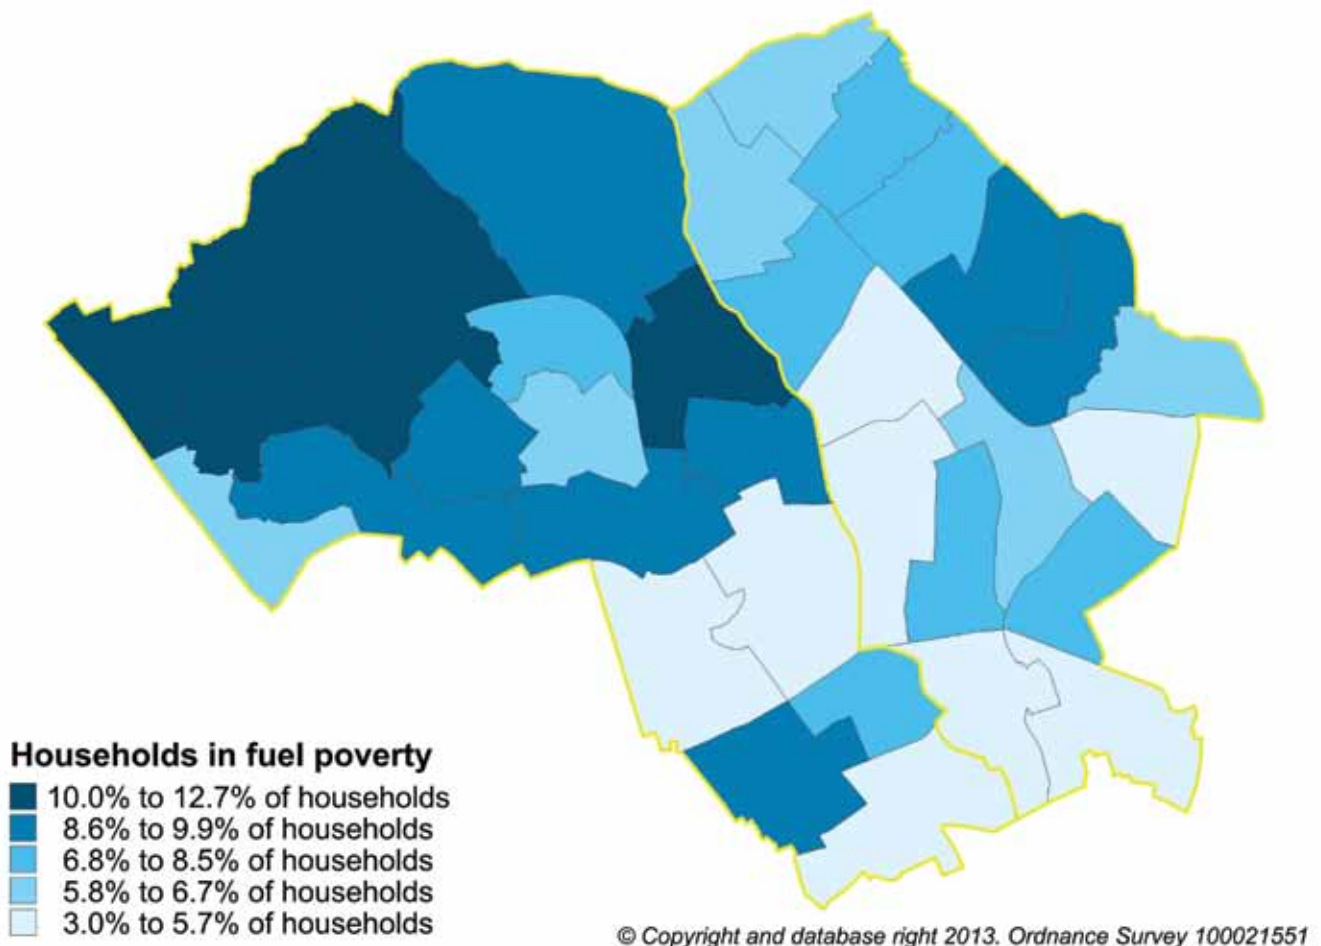 Households in fuel poverty
10.0% to 12.7% of households
8.6% to 9.9% of households
6.8% to 8.5% of households
5.8% to 6.7% of households
3.0% to 5.7% of households
© Copyright and database right 2013. Ordnance Survey 100021551